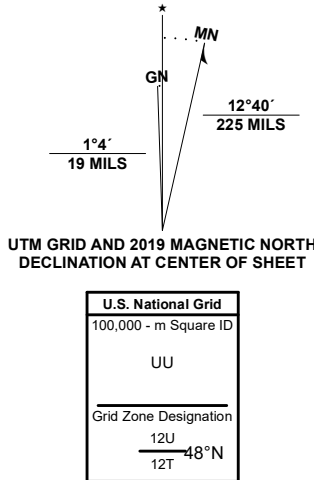 MN
GN
12°40´
225 MILS
1°4´
19 MILS
UTM GRID AND 2019 MAGNETIC NORTH
DECLINATION AT CENTER OF SHEET
U.S. National Grid
100,000 - m Square ID
UU
Grid Zone Designation
12U
48°N
12T